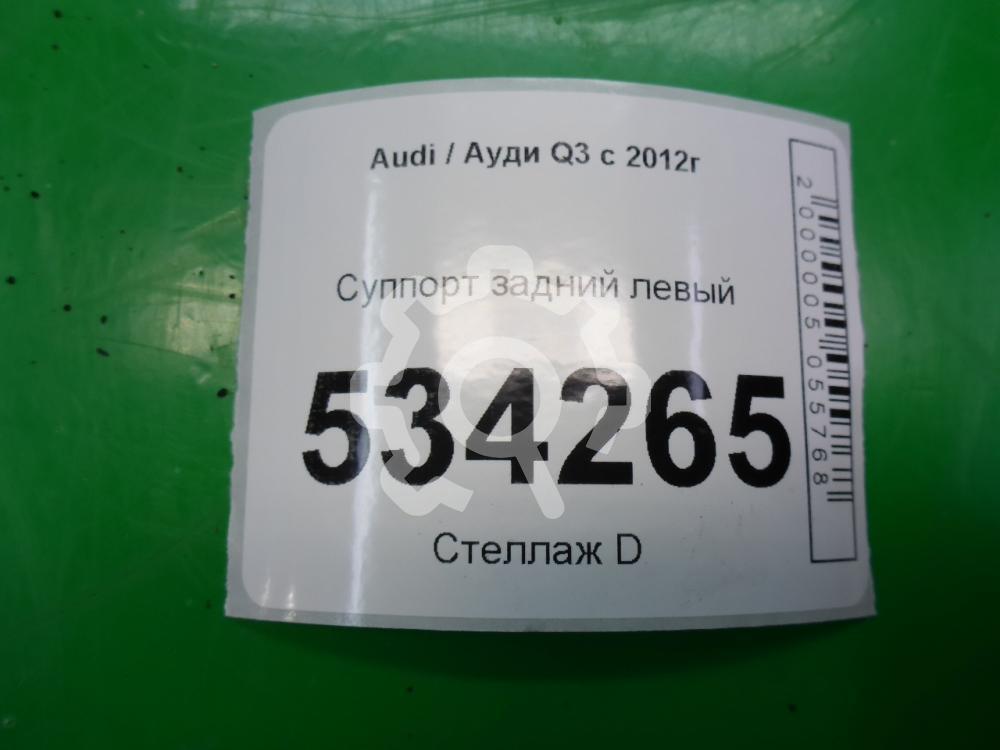 Audi / Ауди Q3 с 2012г
Суппорт задний левый
534265
Стеллаж D
2000005055768